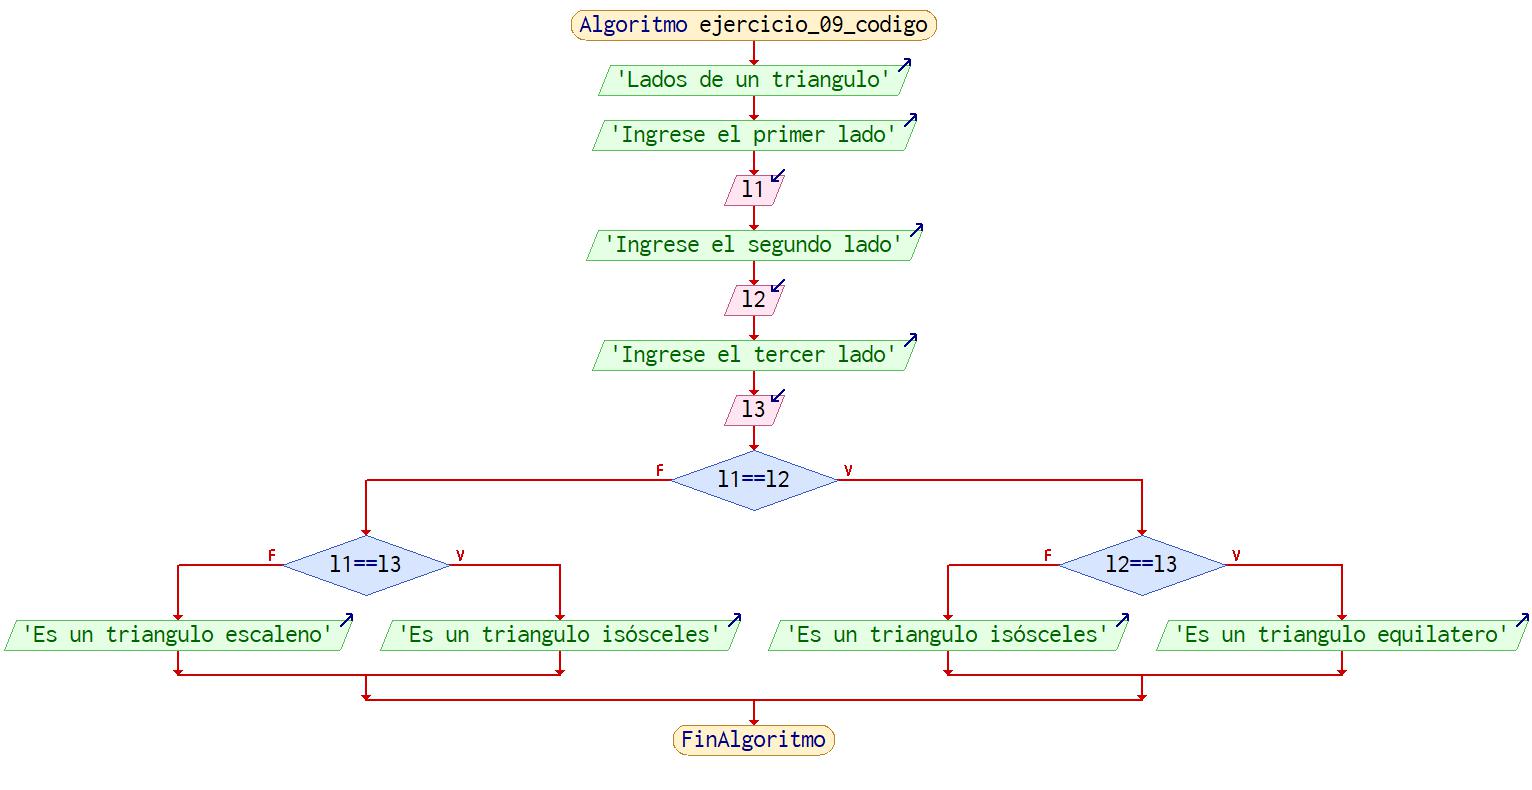 Algoritmo ejercicio_09_codigo
'Lados de un triangulo'
'Ingrese el primer lado'
l1
'Ingrese el segundo lado'
l2
'Ingrese el tercer lado'
l3
F l1==l2 V
F l1==l3 V F l2==l3 V
'Es un triangulo escaleno' 'Es un triangulo isósceles' 'Es un triangulo isósceles' 'Es un triangulo equilatero'
FinAlgoritmo